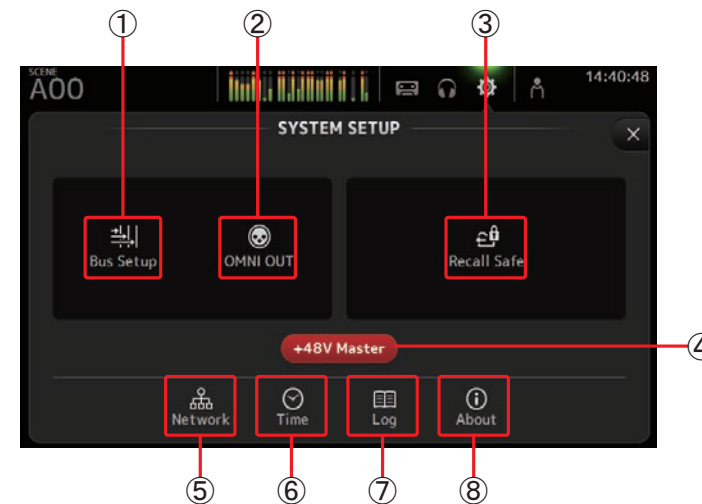 ① ② ③
SCENE
A00
14:40:48
SYSTEM SETUP
Bus Setup
OMNI OUT
Recall Safe
+48V Master
④
Network
Time
Log
About
⑤ ⑥ ⑦ ⑧